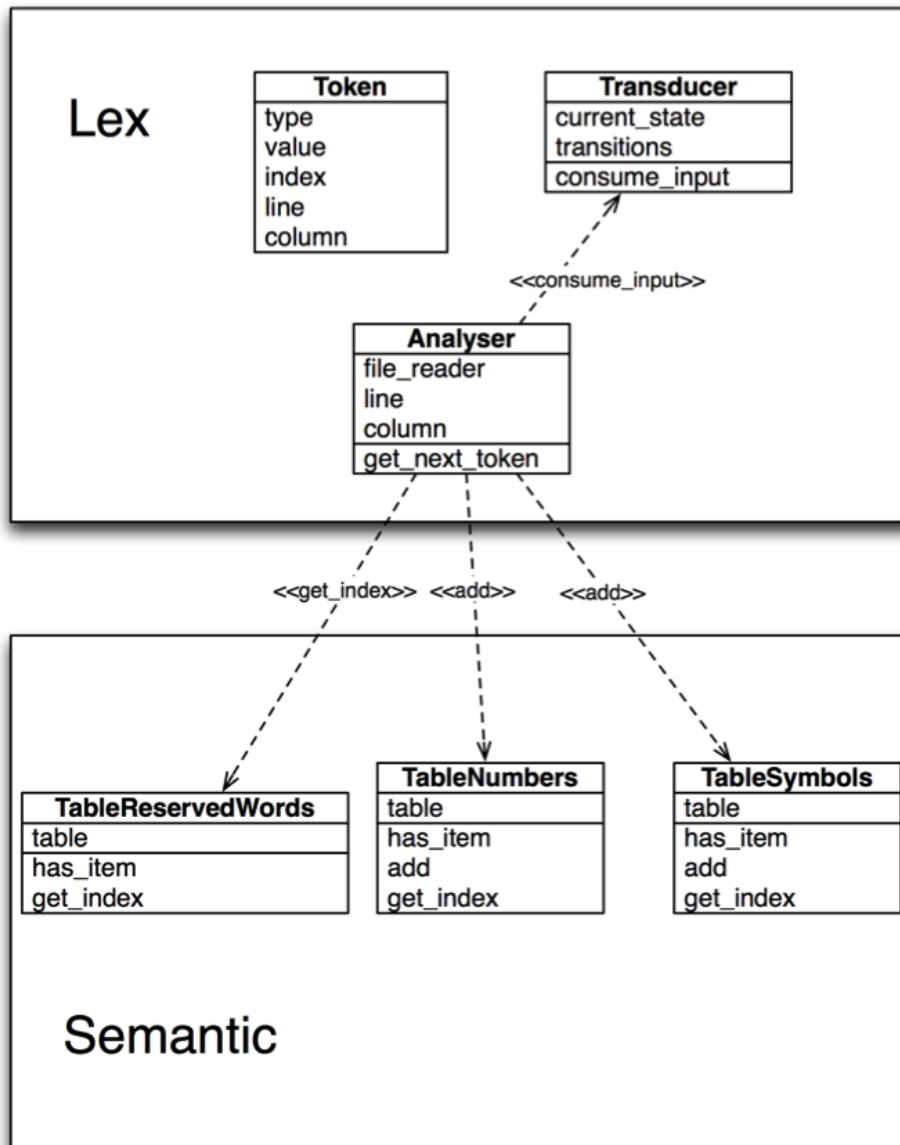 Lex
Token
type
value
index
line
column
Transducer
current_state
transitions
consume_input
<<consume_input>>
Analyser
file_reader
line
column
get_next_token
<<get_index>>
<<add>>
<<add>>
TableReservedWords
table
has_item
get_index
TableNumbers
table
has_item
add
get_index
TableSymbols
table
has_item
add
get_index
Semantic